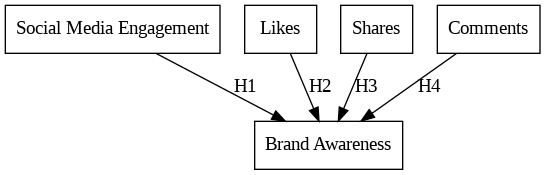 Social Media Engagement
Likes
Shares
Comments
H1
H2
H3
H4
Brand Awareness